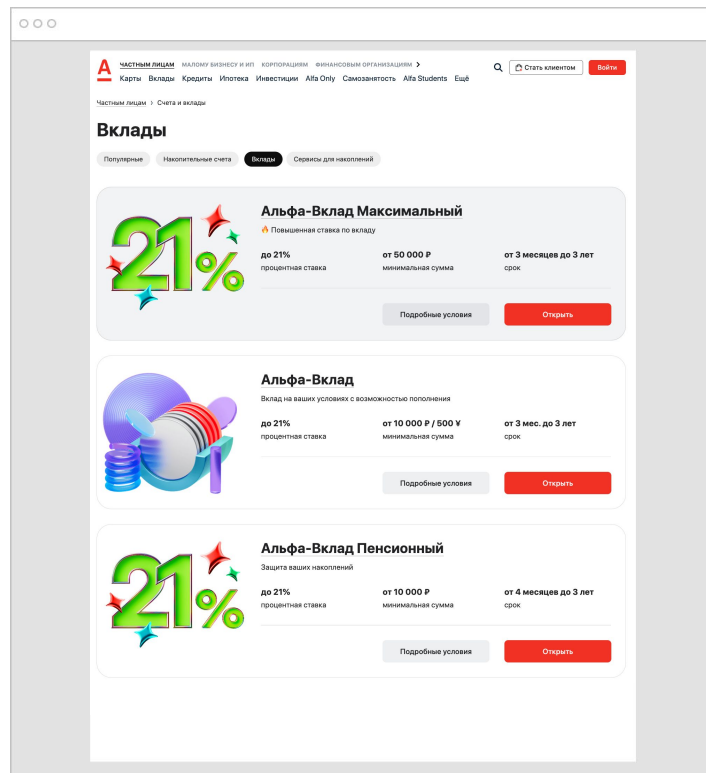 А
ЧАСТНЫМ ЛИЦАМ МАЛОМУ БИЗНЕСУ И ИП КОРПОРАЦИЯМ ФИНАНСОВЫМ ОРГАНИЗАЦИЯМ
Карты Вклады Кредиты Ипотека Инвестиции Alfa Only Самозанятость Alfa Students Ещё
Стать клиентом
Войти
Частным лицам > Счета и вклады
Вклады
Популярные Накопительные счета Вклады Сервисы для накоплений
21%
Альфа-Вклад Максимальный
Повышенная ставка по вкладу
до 21% от 50 000 ₽ от 3 месяцев до 3 лет
процентная ставка минимальная сумма срок
Подробные условия Открыть
Альфа-Вклад
Вклад на ваших условиях с возможностью пополнения
до 21% от 10 000 ₽ / 500 ¥ от 3 мес. до 3 лет
процентная ставка минимальная сумма срок
Подробные условия Открыть
21%
Альфа-Вклад Пенсионный
Защита ваших накоплений
до 21% от 10 000 ₽ от 4 месяцев до 3 лет
процентная ставка минимальная сумма срок
Подробные условия Открыть